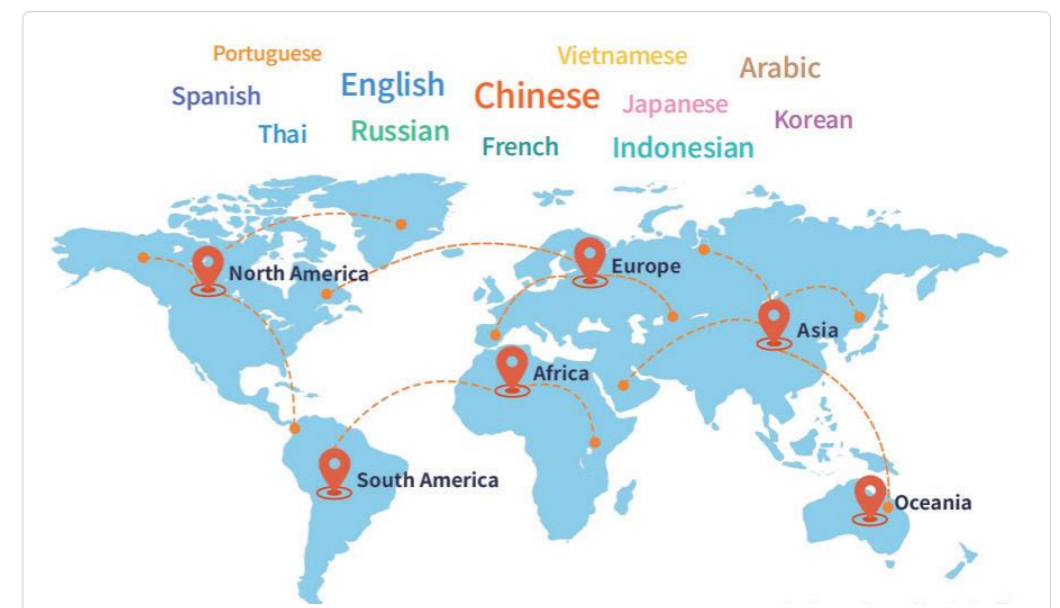 Portuguese
Vietnamese
Arabic
Spanish
English
Chinese
Japanese
Korean
Thai
Russian
French
Indonesian
North America
Europe
Asia
Africa
South America
Oceania